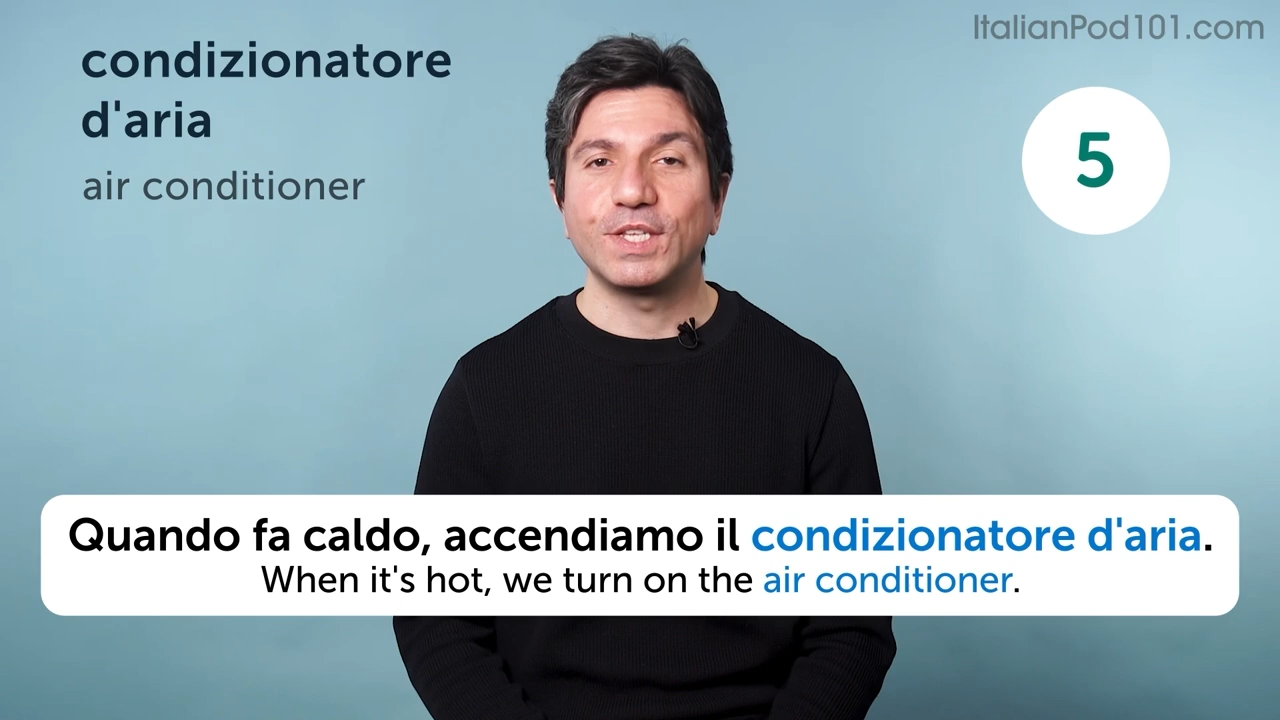 ItalianPod101.com
condizionatore
d'aria
air conditioner
5
Quando fa caldo, accendiamo il condizionatore d'aria.
When it's hot, we turn on the air conditioner.